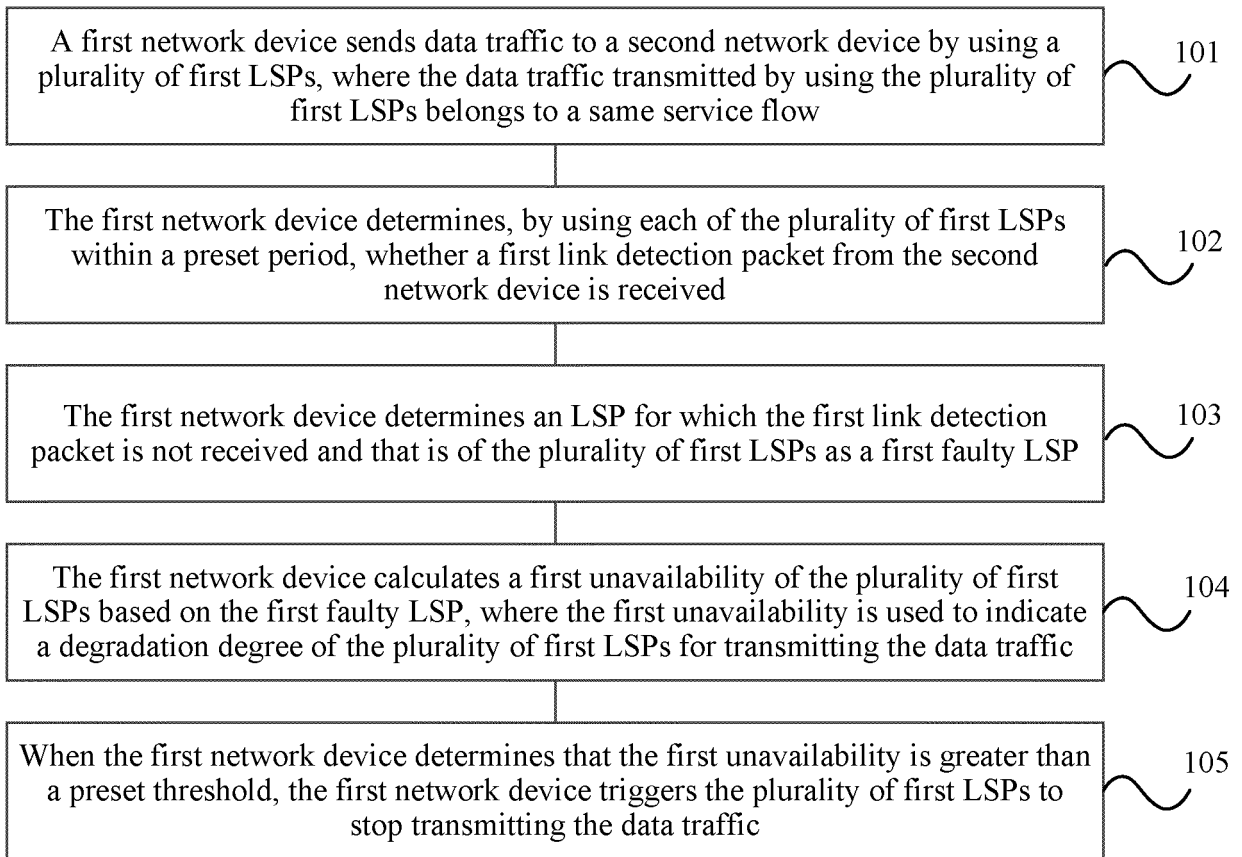 A first network device sends data traffic to a second network device by using a
plurality of first LSPs, where the data traffic transmitted by using the plurality of
first LSPs belongs to a same service flow
101
The first network device determines, by using each of the plurality of first LSPs
within a preset period, whether a first link detection packet from the second
network device is received
102
The first network device determines an LSP for which the first link detection
packet is not received and that is of the plurality of first LSPs as a first faulty LSP
103
The first network device calculates a first unavailability of the plurality of first
LSPs based on the first faulty LSP, where the first unavailability is used to indicate
a degradation degree of the plurality of first LSPs for transmitting the data traffic
104
When the first network device determines that the first unavailability is greater than
a preset threshold, the first network device triggers the plurality of first LSPs to
stop transmitting the data traffic
105